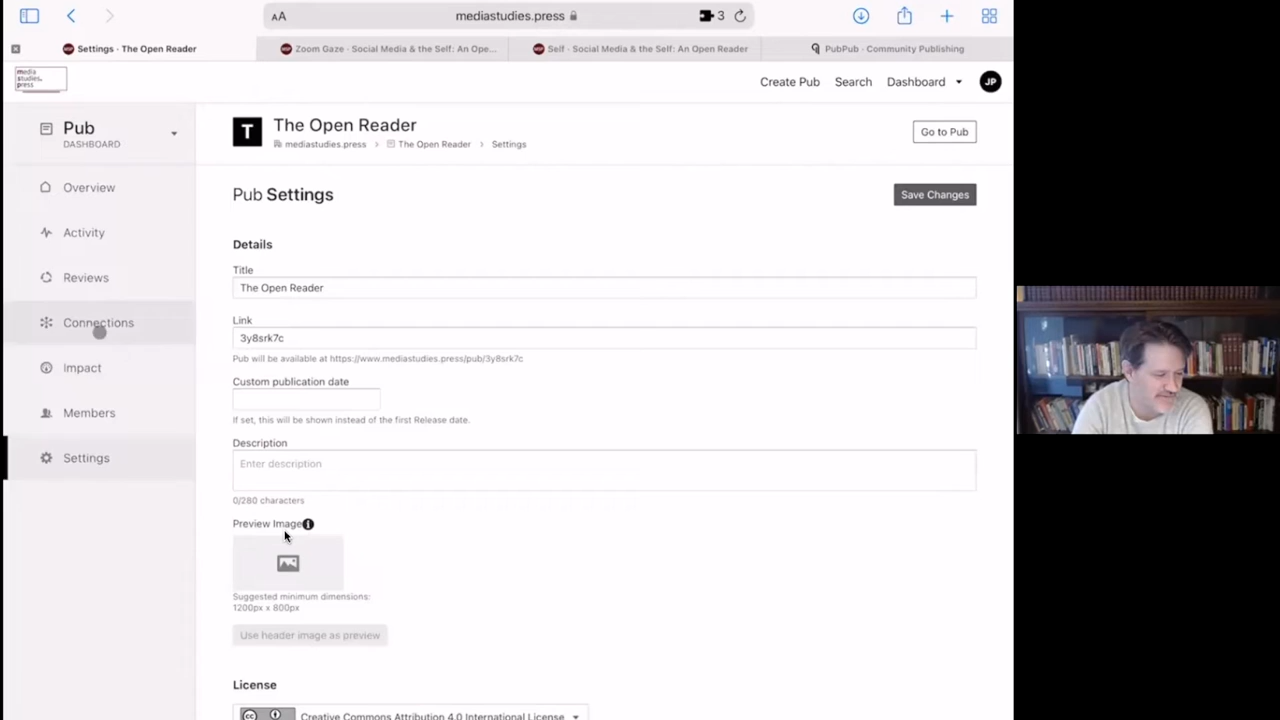 AA
mediastudies.press
3
Settings · The Open Reader
Zoom Gaze · Social Media & the Self: An Ope...
Self · Social Media & the Self: An Open Reader
PubPub · Community Publishing
media
studies.
press
Create Pub
Search
Dashboard
JP
Pub
DASHBOARD
Overview
Activity
Reviews
Connections
Impact
Members
Settings
T
The Open Reader
mediastudies.press > The Open Reader > Settings
Go to Pub
Pub Settings
Save Changes
Details
Title
The Open Reader
Link
3y8srk7c
Pub will be available at https://www.mediastudies.press/pub/3y8srk7c
Custom publication date
If set, this will be shown instead of the first Release date.
Description
Enter description
0/280 characters
Preview Image
Suggested minimum dimensions:
1200px x 800px
Use header image as preview
License
cc
Creative Commons Attribution 4.0 International License